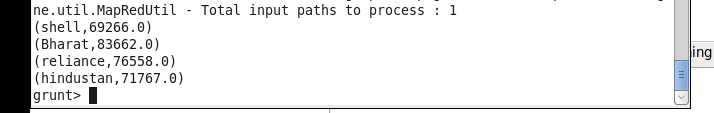 ne.util.MapRedUtil - Total input paths to process : 1
(shell,69266.0)
(Bharat,83662.0)
(reliance,76558.0)
(hindustan,71767.0)
grunt>
ning